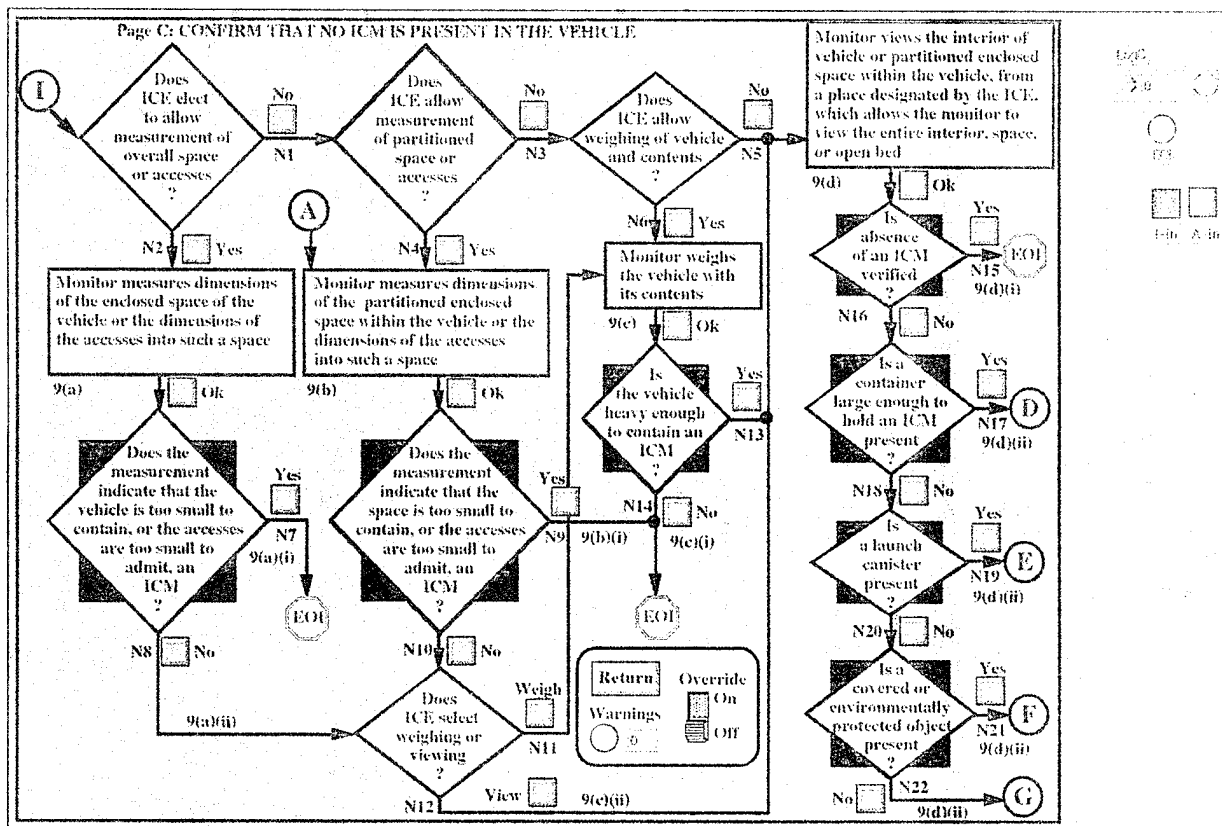 Page C: CONFIRM THAT NO ICM IS PRESENT IN THE VEHICLE
I
Does
ICE elect
to allow
measurement of
overall space
or accesses
?
No
N1
N2
Yes
Does
ICE allow
measurement
of partitioned
space or
accesses
?
No
N3
N4
Yes
A
Does
ICE allow
weighing of vehicle
and contents
?
No
N5
N6
Yes
Monitor views the interior of
vehicle or partitioned enclosed
space within the vehicle, from
a place designated by the ICE,
which allows the monitor to
view the entire interior, space,
or open bed
9(d)
Ok
Monitor measures dimensions
of the enclosed space of the
vehicle or the dimensions of
the accesses into such a space
9(a)
Ok
Monitor measures dimensions
of the partitioned enclosed
space within the vehicle or the
dimensions of the accesses
into such a space
9(b)
Ok
Monitor weighs
the vehicle with
its contents
9(c)
Ok
Is
the vehicle
heavy enough
to contain an
ICM
?
Yes
N13
N14
No
9(c)(i)
EOI
Does the
measurement
indicate that the
vehicle is too small to
contain, or the accesses
are too small to
admit, an
ICM
?
Yes
N7
9(a)(i)
EOI
N8
No
9(a)(ii)
Does the
measurement
indicate that the
space is too small to
contain, or the accesses
are too small to
admit, an
ICM
?
Yes
N9
9(b)(i)
N10
No
Does
ICE select
weighing or
viewing
?
Weigh
N11
N12
View
9(c)(ii)
Return
Override
On
Off
Warnings
0
Is
absence
of an ICM
verified
?
Yes
N15
9(d)(i)
EOI
N16
No
Is a
container
large enough to
hold an ICM
present
?
Yes
N17
9(d)(ii)
D
N18
No
Is
a launch
canister
present
?
Yes
N19
9(d)(ii)
E
N20
No
Is a
covered or
environmentally
protected object
present
?
Yes
N21
9(d)(ii)
F
N22
No
9(d)(ii)
G